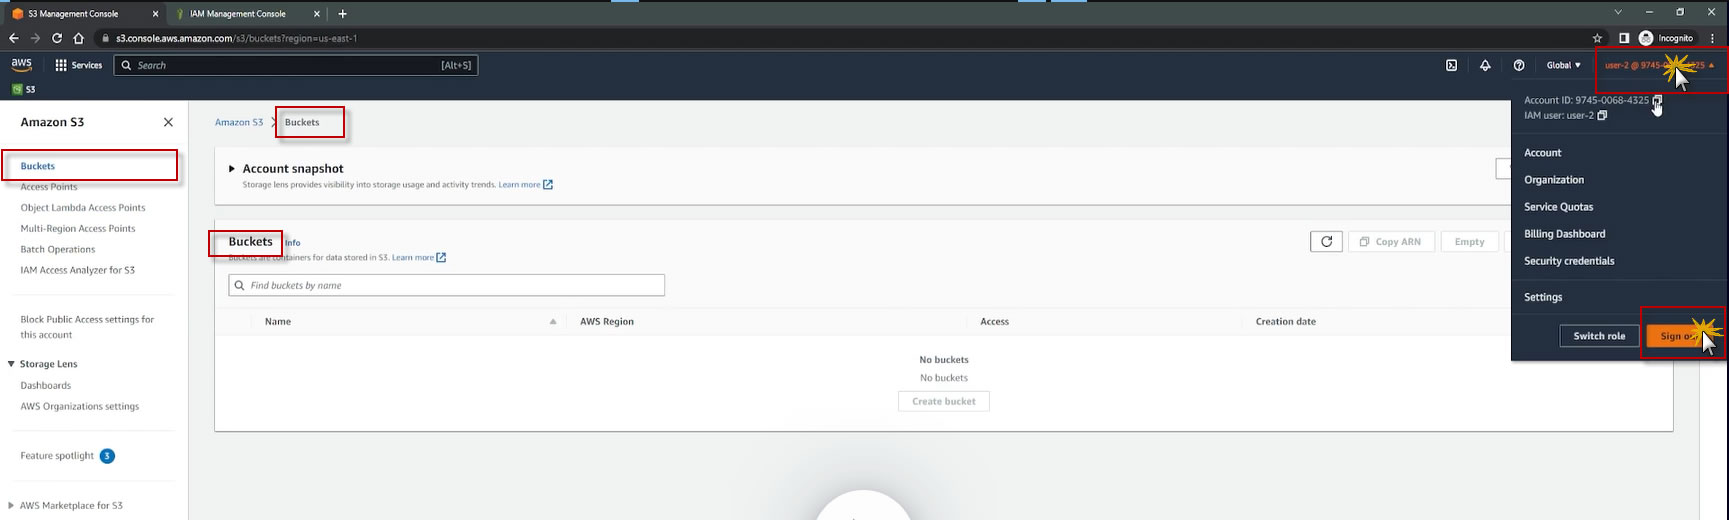 S3 Management Console
IAM Management Console
s3.console.aws.amazon.com/s3/buckets?region=us-east-1
Incognito
aws
Services
Search
[Alt+S]
Global
user-2 @ 9745-0
S3
Account ID: 9745-0068-4325
IAM user: user-2
Account
Organization
Service Quotas
Billing Dashboard
Security credentials
Settings
Switch role
Sign
Amazon S3
Buckets
Access Points
Object Lambda Access Points
Multi-Region Access Points
Batch Operations
IAM Access Analyzer for S3
Block Public Access settings for
this account
Storage Lens
Dashboards
AWS Organizations settings
Feature spotlight 3
AWS Marketplace for S3
Amazon S3
Buckets
Account snapshot
Storage lens provides visibility into storage usage and activity trends. Learn more
Buckets
Info
Buckets are containers for data stored in S3. Learn more
Copy ARN
Empty
Find buckets by name
Name
AWS Region
Access
Creation date
No buckets
No buckets
Create bucket